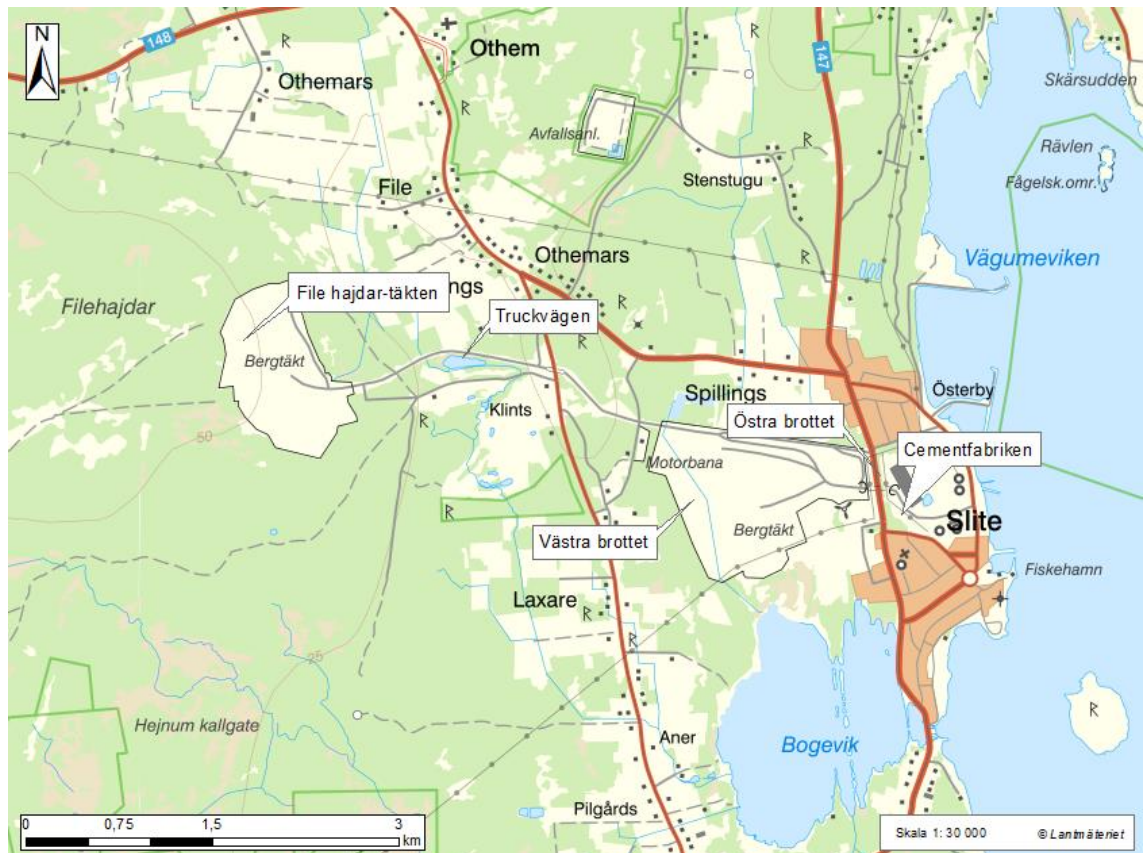 N
148
Othem
Othemars
147
Skärsudden
Avfallsanl.
Rävlen
Fågelsk.omr.
Stenstugu
File
Othemars
Vägumeviken
Filehajdar
File hajdar-täkten
ngs
Truckvägen
Bergtäkt
Spillings
Österby
Klints
Östra brottet
Cementfabriken
50
Motorbana
Slite
Bergtäkt
Västra brottet
Fiskehamn
Laxare
25
Hejnum kallgate
Aner
Bogevik
Pilgårds
0 0,75 1,5 3
km
Skala 1: 30 000 © Lantmäteriet
R
R
R
R
R
R
R
R
R
R
R
R